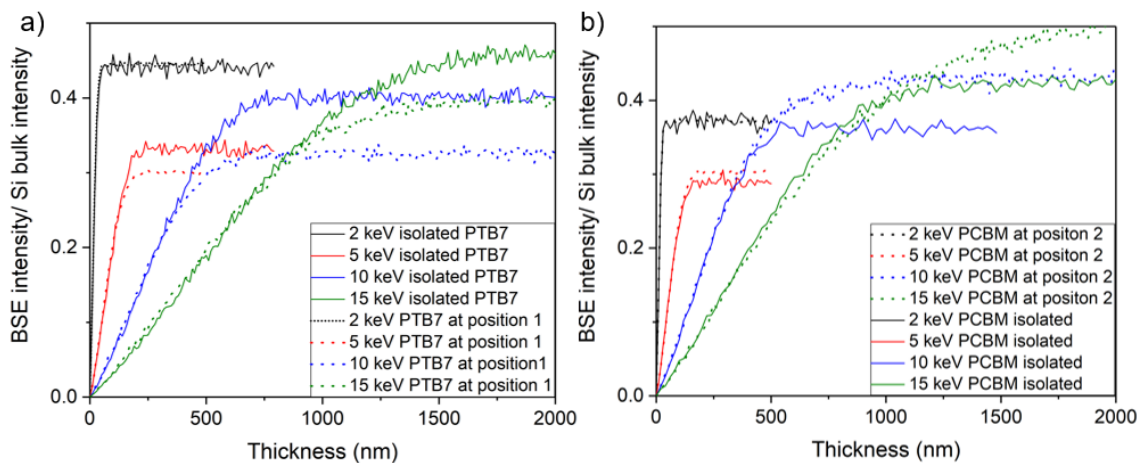 a)
BSE intensity/ Si bulk intensity
0.4
0.2
0.0
0
500
1000
1500
2000
Thickness (nm)
2 keV isolated PTB7
5 keV isolated PTB7
10 keV isolated PTB7
15 keV isolated PTB7
2 keV PTB7 at position 1
5 keV PTB7 at position 1
10 keV PTB7 at position1
15 keV PTB7 at position 1
b)
BSE intensity/ Si bulk intensity
0.4
0.2
0.0
0
500
1000
1500
2000
Thickness (nm)
2 keV PCBM at positon 2
5 keV PCBM at positon 2
10 keV PCBM at positon 2
15 keV PCBM at positon 2
2 keV PCBM isolated
5 keV PCBM isolated
10 keV PCBM isolated
15 keV PCBM isolated